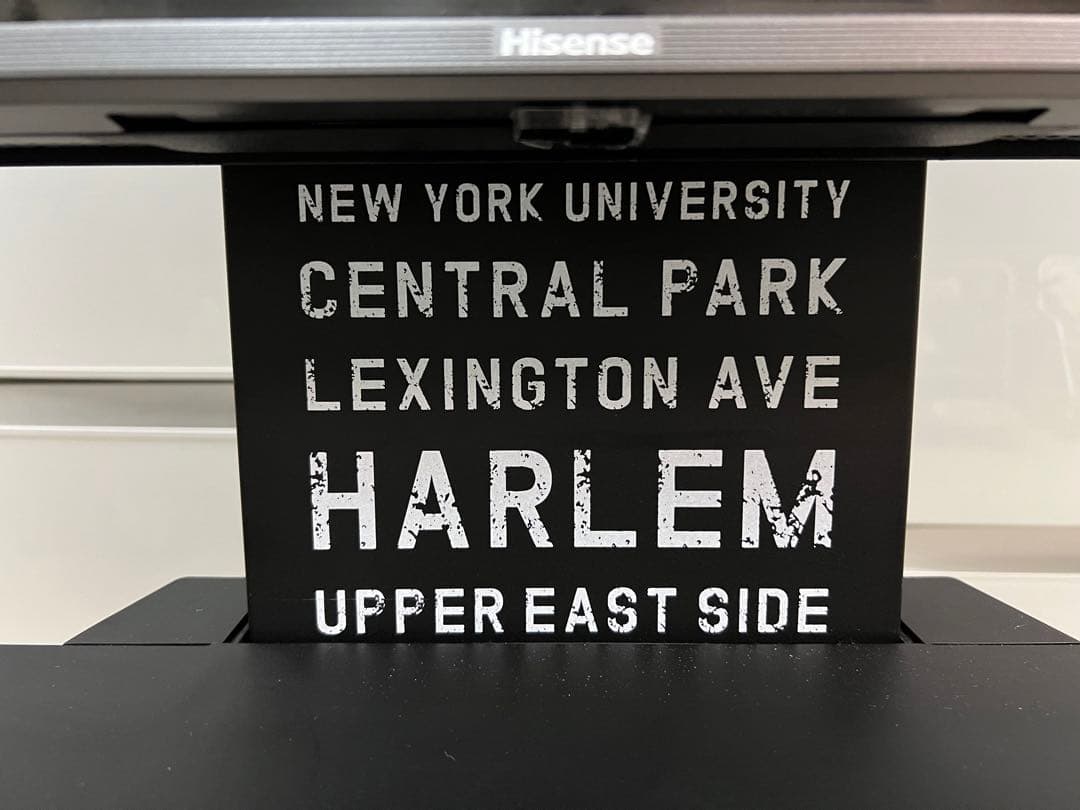 Hisense
NEW YORK UNIVERSITY
CENTRAL PARK
LEXINGTON AVE
HARLEM
UPPER EAST SIDE